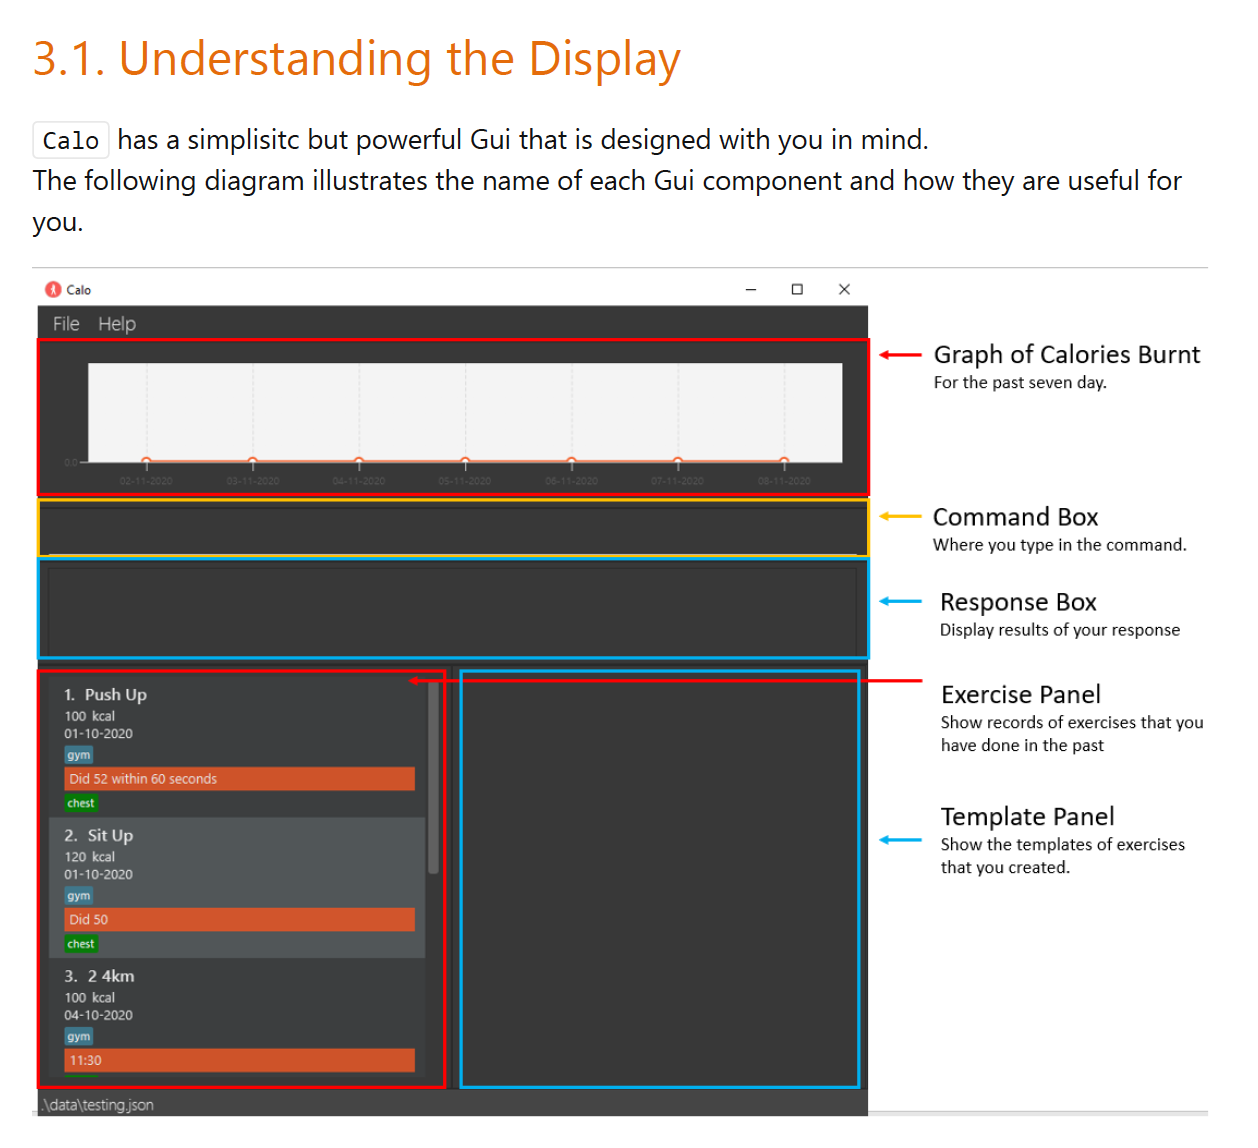 3.1. Understanding the Display
Calo has a simplisitc but powerful Gui that is designed with you in mind.
The following diagram illustrates the name of each Gui component and how they are useful for
you.
Calo
File Help
0.0
02-11-2020 03-11-2020 04-11-2020 05-11-2020 06-11-2020 07-11-2020 08-11-2020
Graph of Calories Burnt
For the past seven day.
Command Box
Where you type in the command.
Response Box
Display results of your response
1. Push Up
100 kcal
01-10-2020
gym
Did 52 within 60 seconds
chest
2. Sit Up
120 kcal
01-10-2020
gym
Did 50
chest
3. 2 4km
100 kcal
04-10-2020
gym
11:30
Exercise Panel
Show records of exercises that you
have done in the past
Template Panel
Show the templates of exercises
that you created.
.\data\testing.json